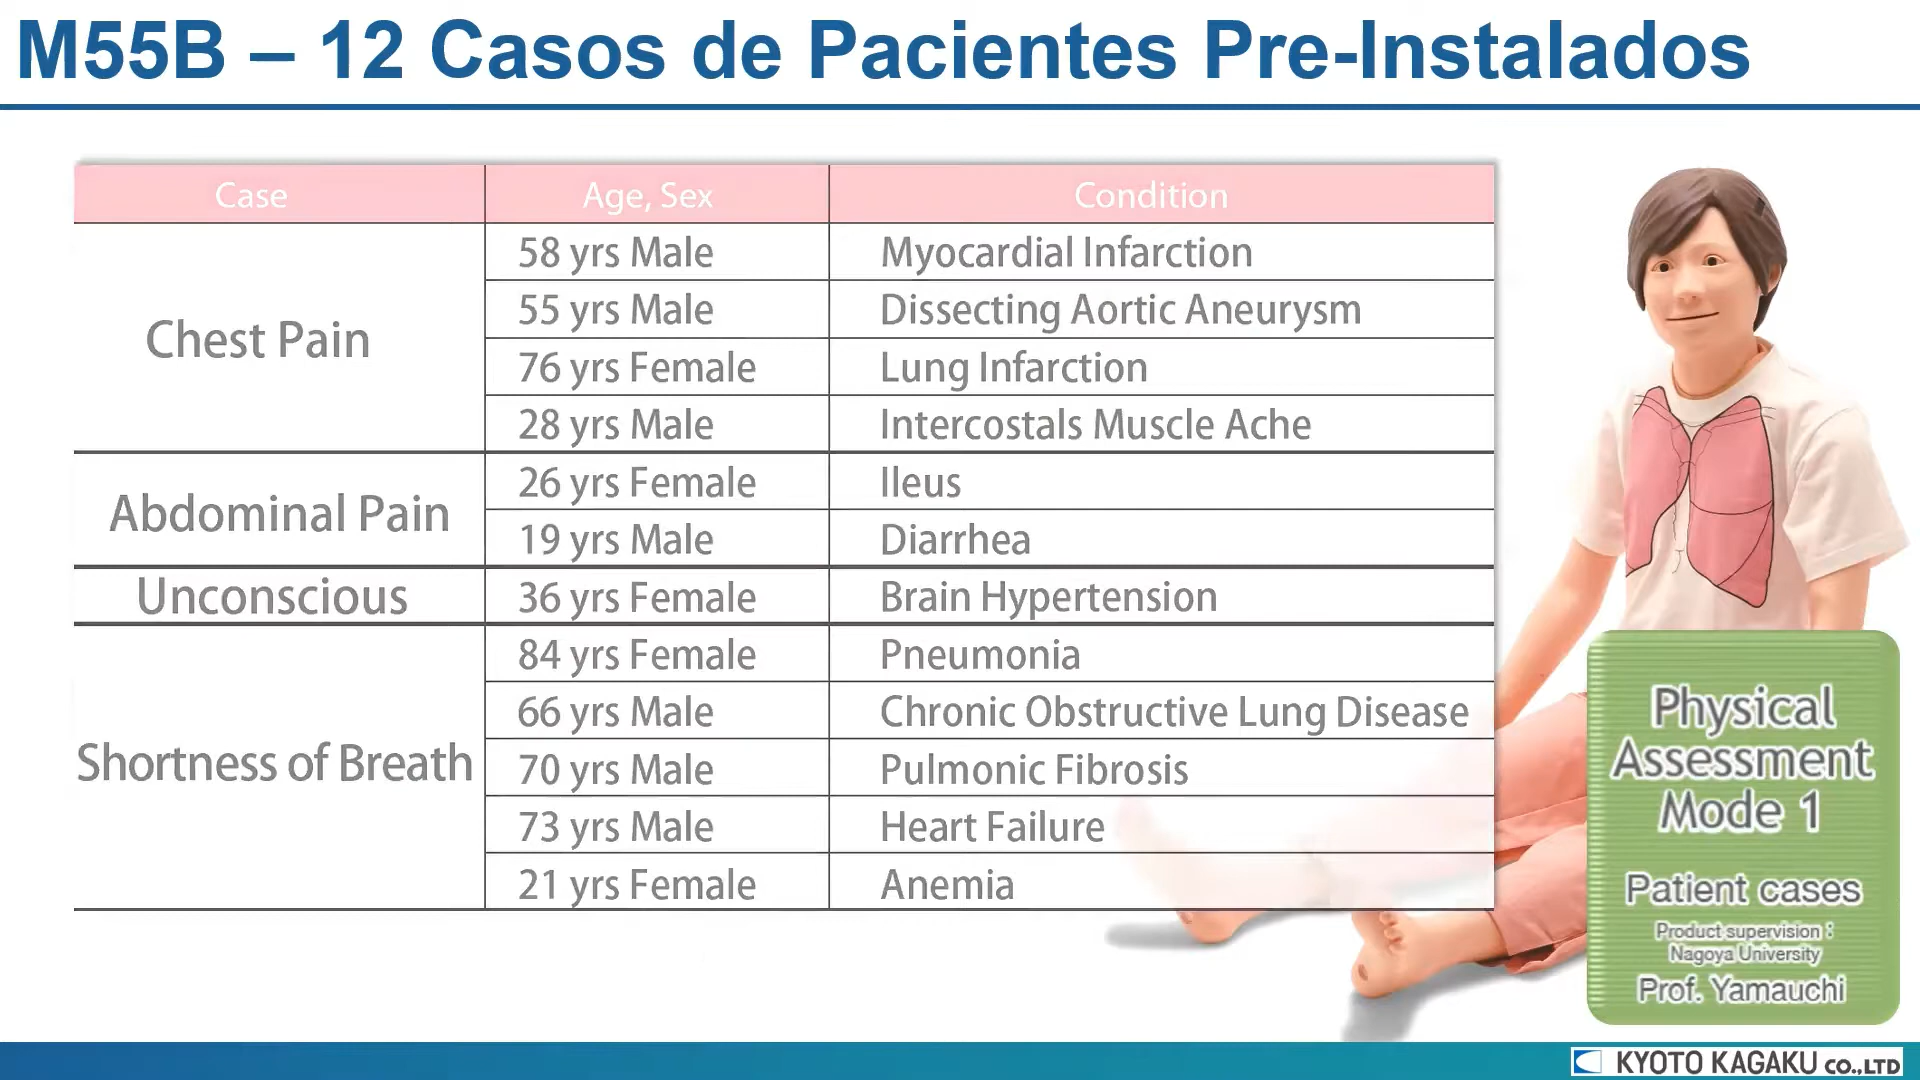 M55B – 12 Casos de Pacientes Pre-Instalados
Case Age, Sex Condition
Chest Pain
58 yrs Male Myocardial Infarction
55 yrs Male Dissecting Aortic Aneurysm
76 yrs Female Lung Infarction
28 yrs Male Intercostals Muscle Ache
Abdominal Pain
26 yrs Female Ileus
19 yrs Male Diarrhea
Unconscious 36 yrs Female Brain Hypertension
Shortness of Breath
84 yrs Female Pneumonia
66 yrs Male Chronic Obstructive Lung Disease
70 yrs Male Pulmonic Fibrosis
73 yrs Male Heart Failure
21 yrs Female Anemia
Physical
Assessment
Mode 1
Patient cases
Product supervision :
Nagoya University
Prof. Yamauchi
KYOTO KAGAKU CO.,LTD